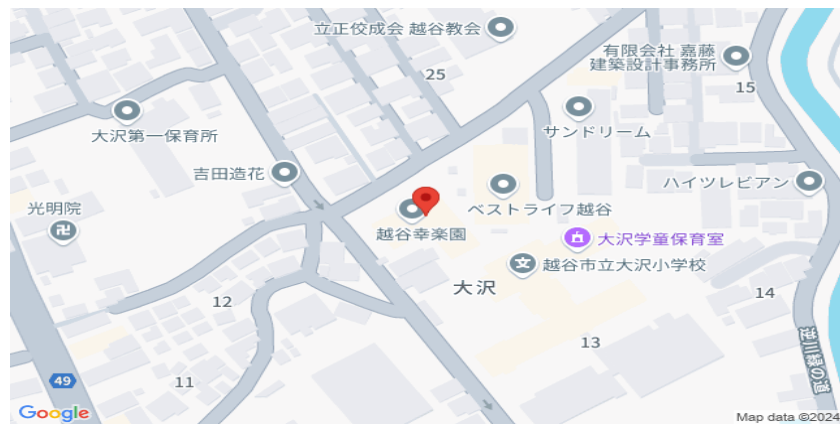 立正佼成会 越谷教会
25
有限会社 嘉藤
建築設計事務所
15
大沢第一保育所
サンドリーム
吉田造花
ハイツレビアン
光明院
卍
越谷幸楽園
ベストライフ越谷
大沢学童保育室
文
越谷市立大沢小学校
大沢
12
14
13
逆川緑の道
49
11
Google
Map data ©2024